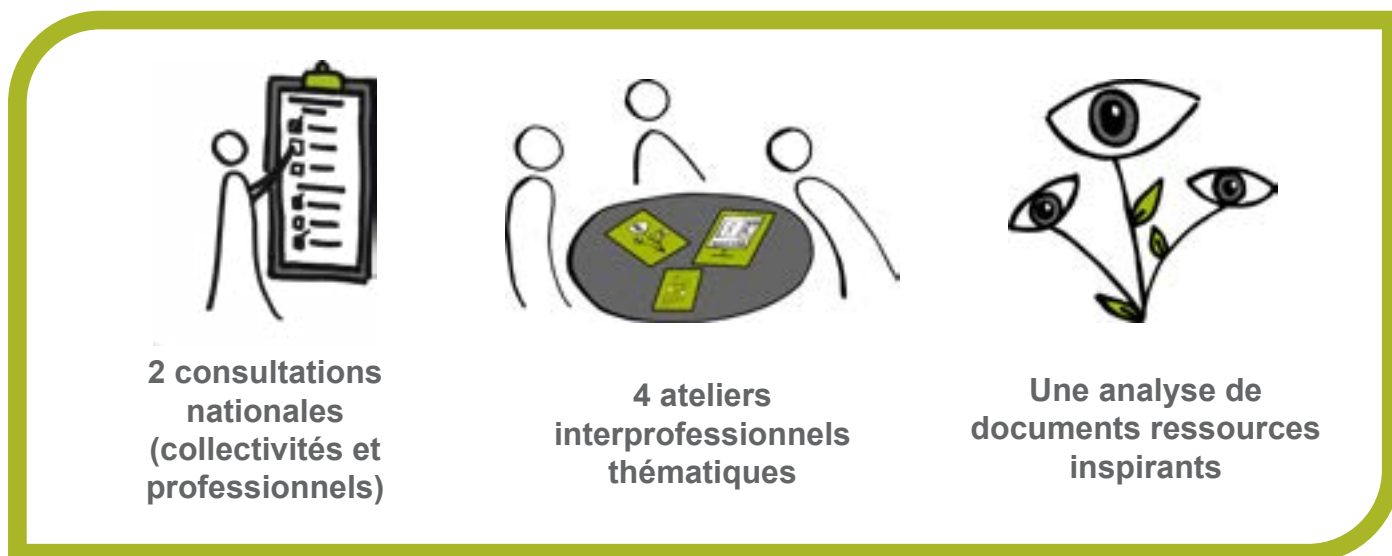 2 consultations
nationales
(collectivités et
professionnels)
4 ateliers
interprofessionnels
thématiques
Une analyse de
documents ressources
inspirants